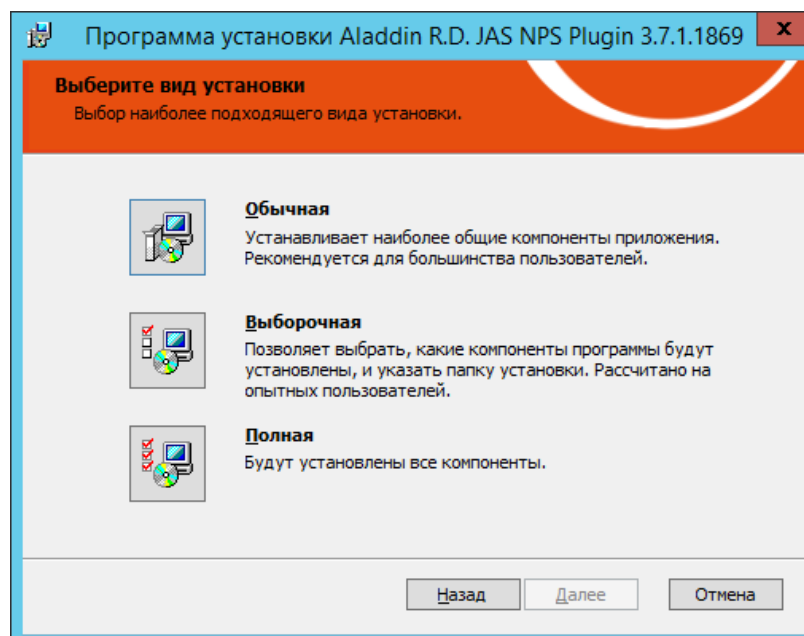 Программа установки Aladdin R.D. JAS NPS Plugin 3.7.1.1869
x
Выберите вид установки
Выбор наиболее подходящего вида установки.
Обычная
Устанавливает наиболее общие компоненты приложения.
Рекомендуется для большинства пользователей.
Выборочная
Позволяет выбрать, какие компоненты программы будут
установлены, и указать папку установки. Рассчитано на
опытных пользователей.
Полная
Будут установлены все компоненты.
Назад
Далее
Отмена